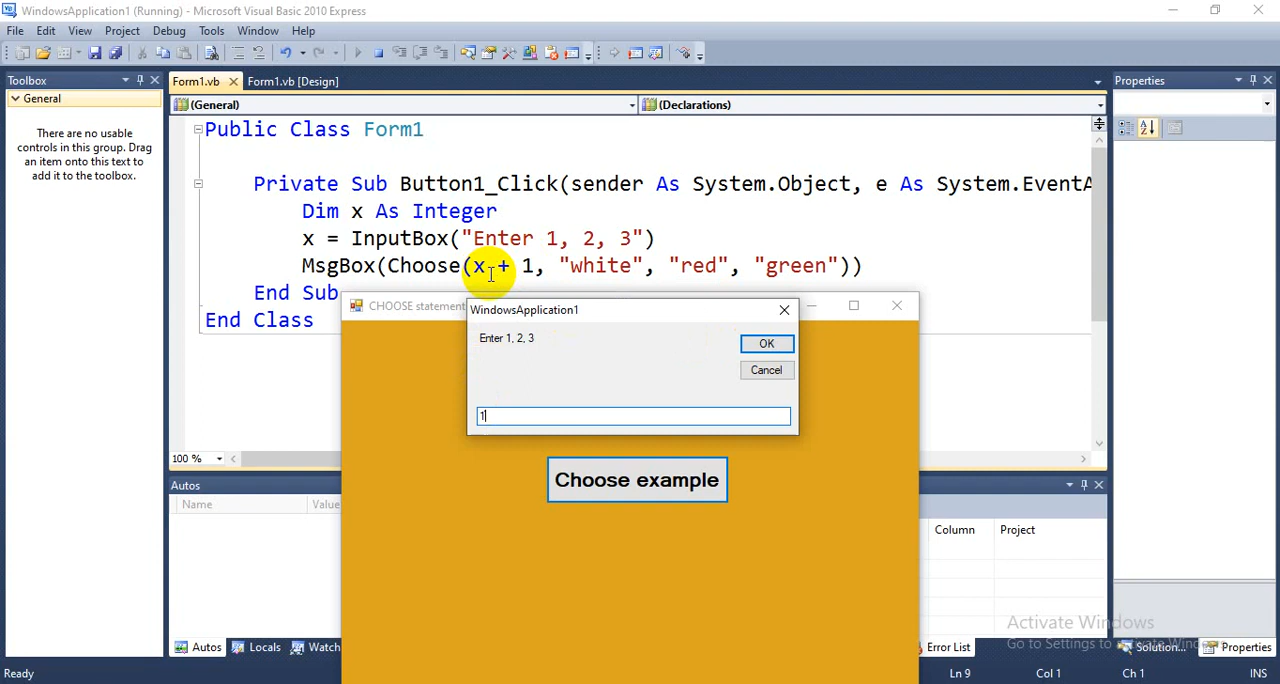 WindowsApplication1 (Running) - Microsoft Visual Basic 2010 Express
File Edit View Project Debug Tools Window Help
Toolbox
Form1.vb
Form1.vb [Design]
Properties
General
(General)
(Declarations)
There are no usable
controls in this group. Drag
an item onto this text to
add it to the toolbox.
Public Class Form1
Private Sub Button1_Click(sender As System.Object, e As System.EventA
Dim x As Integer
x = InputBox("Enter 1, 2, 3")
MsgBox(Choose(x + 1, "white", "red", "green"))
End Sub
End Class
CHOOSE statement
WindowsApplication1
Enter 1, 2, 3
OK
Cancel
1
100 %
Choose example
Autos
Name Value
Column Project
Activate Windows
Go to Settings to activate Windows.
Autos Locals Watch
Error List
Solution... Properties
Ready
Ln 9 Col 1 Ch 1 INS